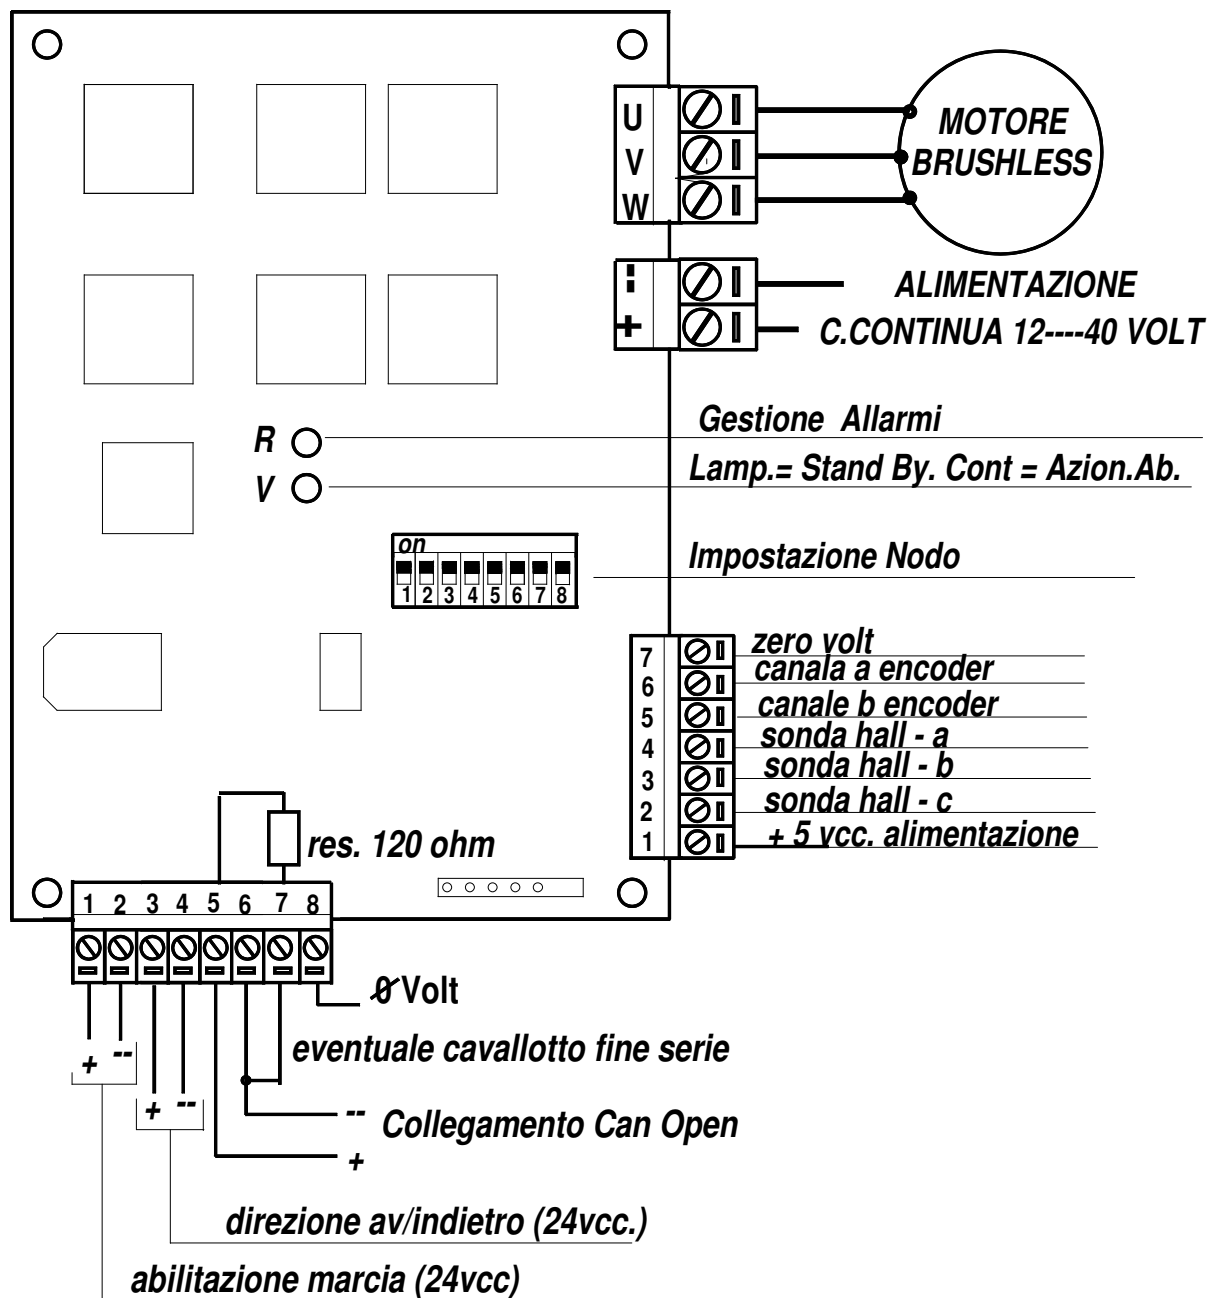 U
V
W
MOTORE
BRUSHLESS
--
+
ALIMENTAZIONE
C.CONTINUA 12----40 VOLT
R
Gestione Allarmi
V
Lamp.= Stand By. Cont = Azion.Ab.
on
1 2 3 4 5 6 7 8
Impostazione Nodo
7 zero volt
6 canala a encoder
5 canale b encoder
4 sonda hall - a
3 sonda hall - b
2 sonda hall - c
1 + 5 vcc. alimentazione
res. 120 ohm
1 2 3 4 5 6 7 8
0 Volt
eventuale cavallotto fine serie
+ --
+ --
--
Collegamento Can Open
+
direzione av/indietro (24vcc.)
abilitazione marcia (24vcc)